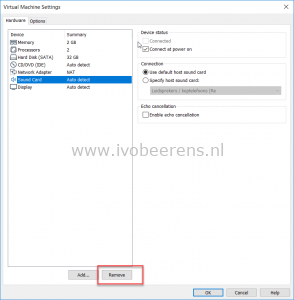 Virtual Machine Settings
Hardware Options
Device Summary
Memory 2 GB
Processors 2
Hard Disk (SATA) 32 GB
CD/DVD (IDE) Auto detect
Network Adapter NAT
Sound Card Auto detect
Display Auto detect
Device status
Connected
Connect at power on
Connection
Use default host sound card
Specify host sound card:
Echo cancellation
Enable echo cancellation
www.ivobeerens.nl
Add... Remove
OK Cancel Help